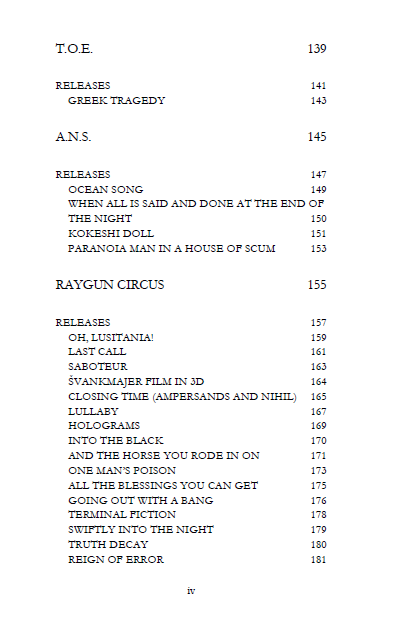 T.O.E. 139
RELEASES 141
GREEK TRAGEDY 143
A.N.S. 145
RELEASES 147
OCEAN SONG 149
WHEN ALL IS SAID AND DONE AT THE END OF
THE NIGHT 150
KOKESHI DOLL 151
PARANOIA MAN IN A HOUSE OF SCUM 153
RAYGUN CIRCUS 155
RELEASES 157
OH, LUSITANIA! 159
LAST CALL 161
SABOTEUR 163
ŠVANKMAJER FILM IN 3D 164
CLOSING TIME (AMPERSANDS AND NIHIL) 165
LULLABY 167
HOLOGRAMS 169
INTO THE BLACK 170
AND THE HORSE YOU RODE IN ON 171
ONE MAN'S POISON 173
ALL THE BLESSINGS YOU CAN GET 175
GOING OUT WITH A BANG 176
TERMINAL FICTION 178
SWIFTLY INTO THE NIGHT 179
TRUTH DECAY 180
REIGN OF ERROR 181
iv